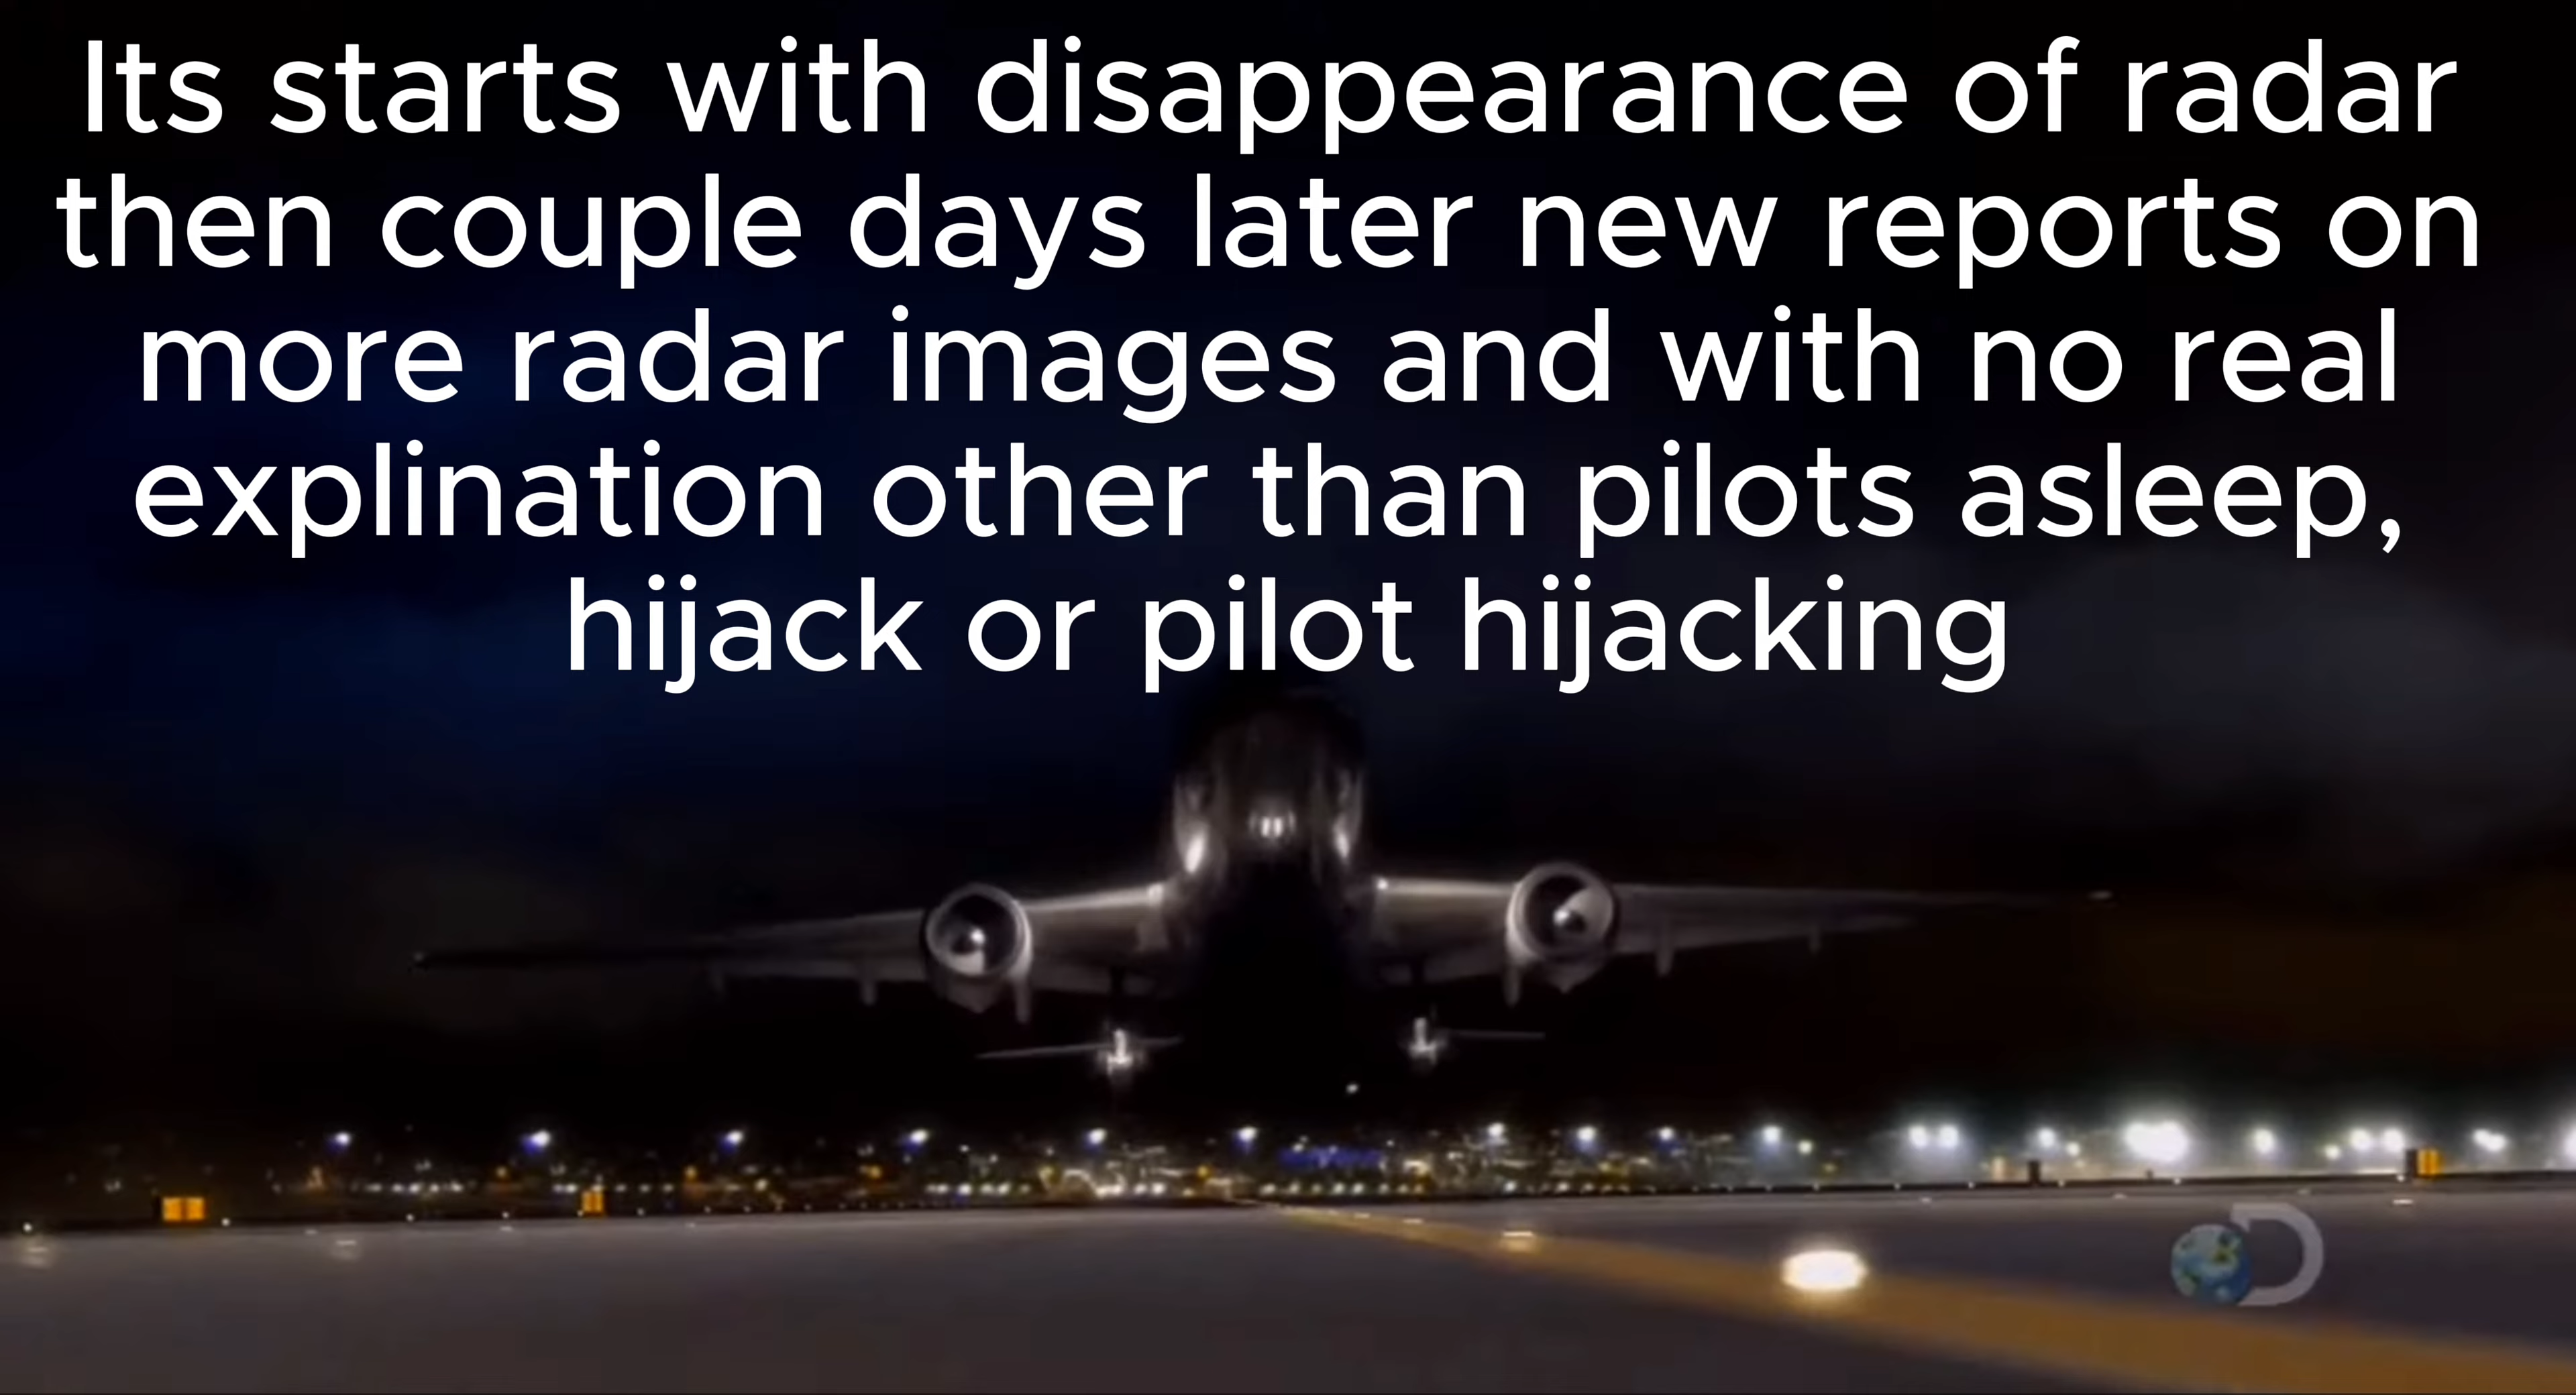 Its starts with disappearance of radar
then couple days later new reports on
more radar images and with no real
explination other than pilots asleep,
hijack or pilot hijacking